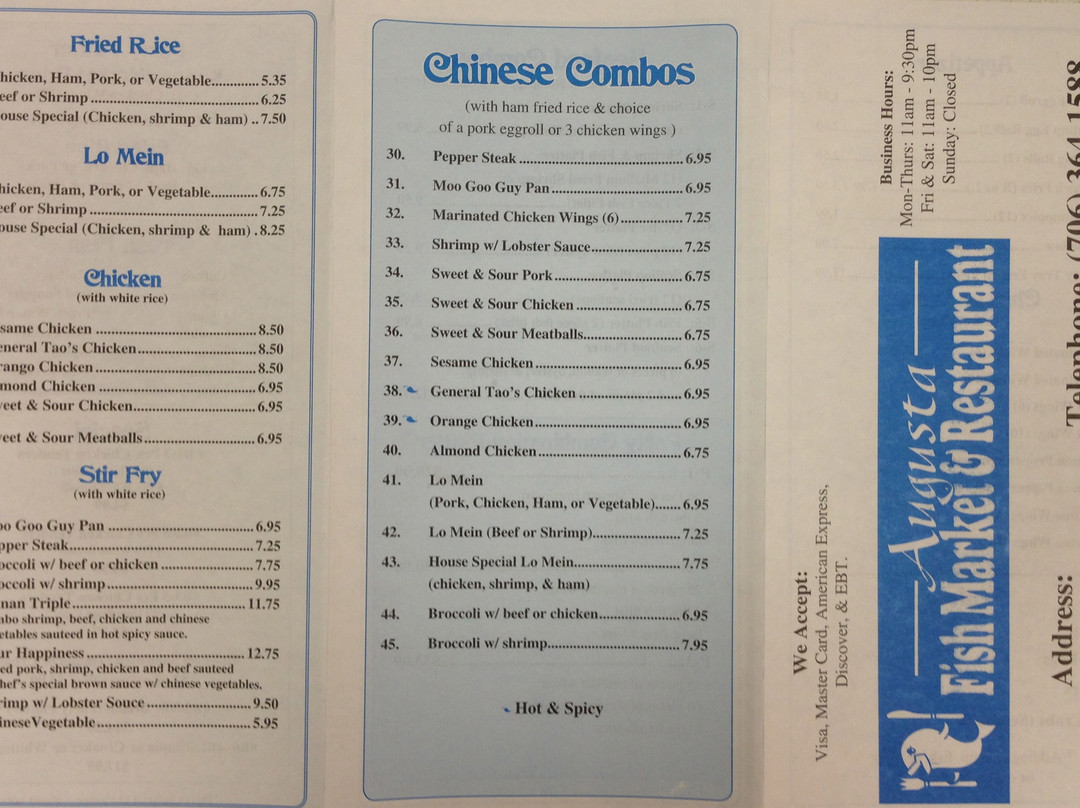 Fried Rice
hicken, Ham, Pork, or Vegetable............5.35
eef or Shrimp.............................................6.25
ouse Special (Chicken, shrimp & ham) ..7.50
Lo Mein
hicken, Ham, Pork, or Vegetable............6.75
eef or Shrimp.............................................7.25
ouse Special (Chicken, shrimp & ham) .8.25
Chicken
(with white rice)
same Chicken ...........................................8.50
eneral Tao's Chicken................................8.50
rango Chicken...........................................8.50
mond Chicken ..........................................6.95
eet & Sour Chicken.................................6.95
eet & Sour Meatballs...............................6.95
Stir Fry
(with white rice)
oo Goo Guy Pan .......................................6.95
pper Steak.................................................7.25
occoli w/ beef or chicken .........................7.75
occoli w/ shrimp.......................................9.95
nan Triple...............................................11.75
bo shrimp, beef, chicken and chinese
etables sauteed in hot spicy sauce.
ur Happiness ..........................................12.75
ed pork, shrimp, chicken and beef sauteed
hef's special brown sauce w/ chinese vegetables.
rimp w/ Lobster Souce ............................9.50
ineseVegetable..........................................5.95
Chinese Combos
(with ham fried rice & choice
of a pork eggroll or 3 chicken wings )
30. Pepper Steak ........................................6.95
31. Moo Goo Guy Pan ................................6.95
32. Marinated Chicken Wings (6)...............7.25
33. Shrimp w/ Lobster Sauce......................7.25
34. Sweet & Sour Pork................................6.75
35. Sweet & Sour Chicken..........................6.75
36. Sweet & Sour Meatballs........................6.75
37. Sesame Chicken....................................6.95
38. General Tao's Chicken .........................6.95
39. Orange Chicken....................................6.95
40. Almond Chicken...................................6.75
41. Lo Mein
(Pork, Chicken, Ham, or Vegetable)......6.95
42. Lo Mein (Beef or Shrimp).....................7.25
43. House Special Lo Mein.........................7.75
(chicken, shrimp, & ham)
44. Broccoli w/ beef or chicken...................6.95
45. Broccoli w/ shrimp................................7.95
Hot & Spicy
Business Hours:
Mon-Thurs: 11am - 9:30pm
Fri & Sat: 11am - 10pm
Sunday: Closed
We Accept:
Visa, Master Card, American Express,
Discover, & EBT.
Augusta
Fish Market & Restaurant
Telephone: (706) 364-1588
Address: